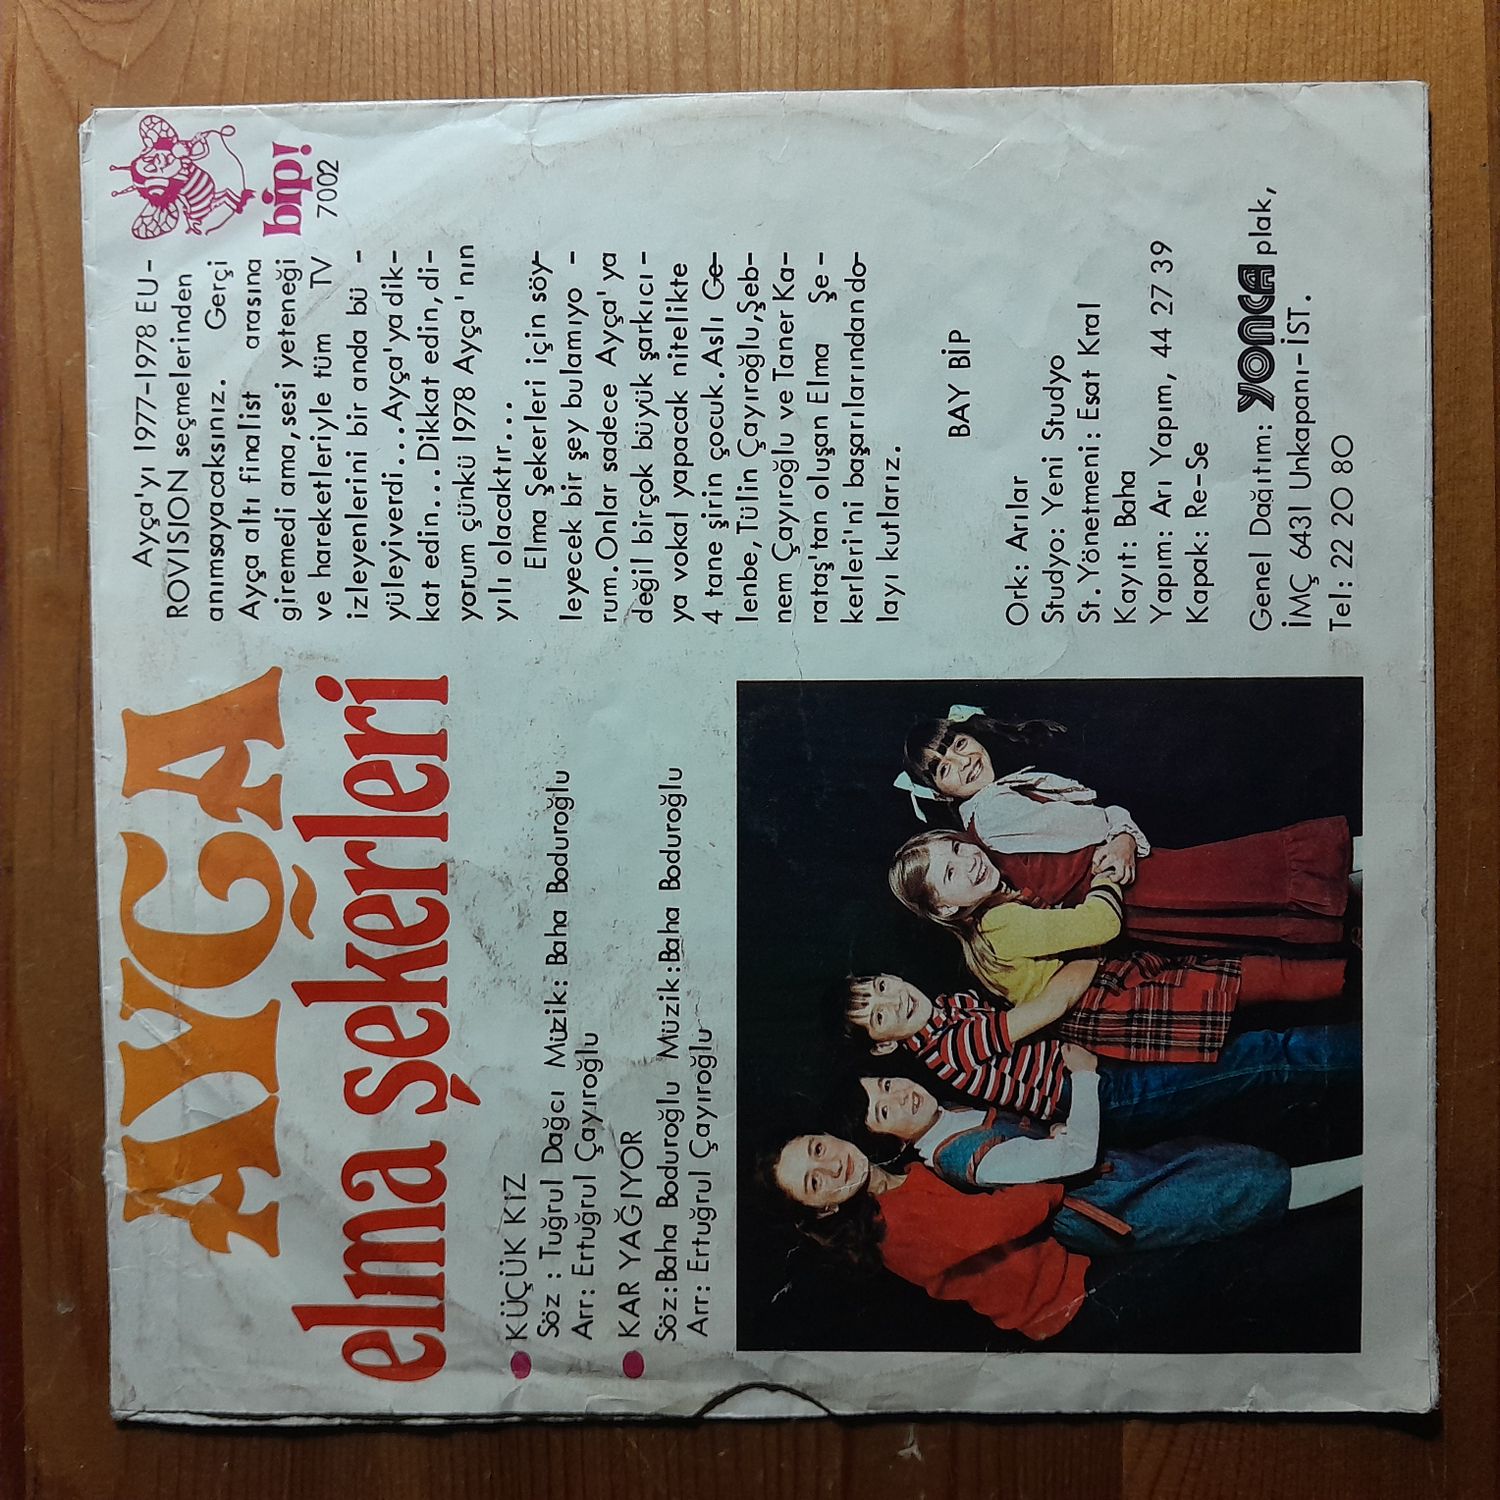 AYÇA
elma şekerleri
KÜÇÜK KIZ
Söz : Tuğrul Dağcı Müzik: Baha Boduroğlu
Arr: Ertuğrul Çayıroğlu
KAR YAĞIYOR
Söz:Baha Boduroğlu Müzik:Baha Boduroğlu
Arr: Ertuğrul Çayıroğlu
Ayça'yı 1977-1978 EU-
ROVISION seçmelerinden
anımsayacaksınız. Gerçi
Ayça altı finalist arasına
giremedi ama,sesi yeteneği
ve hareketleriyle tüm TV
izleyenlerini bir anda bü -
yüleyiverdi...Ayça'ya dik-
kat edin...Dikkat edin,di-
yorum çünkü 1978 Ayça'nın
yılı olacaktır...
Elma Şekerleri için söy-
leyecek bir şey bulamıyo -
rum.Onlar sadece Ayça'ya
değil birçok büyük şarkıcı -
ya vokal yapacak nitelikte
4 tane şirin çocuk.Aslı Ge-
lenbe,Tülin Çayıroğlu,Şeb-
nem Çayıroğlu ve Taner Ka-
rataş'tan oluşan Elma Şe -
kerleri'ni başarılarından do-
layı kutlarız.
BAY BİP
Ork: Arılar
Studyo: Yeni Studyo
St.Yönetmeni: Esat Kral
Kayıt: Baha
Yapım: Arı Yapım, 44 27 39
Kapak: Re-Se
Genel Dağıtım: YONCA plak,
İMÇ 6431 Unkapanı-İST.
Tel: 22 20 80
bip!
7002